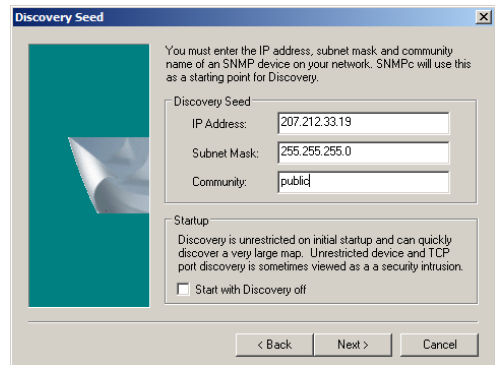 Discovery Seed
You must enter the IP address, subnet mask and community
name of an SNMP device on your network. SNMPc will use this
as a starting point for Discovery.
Discovery Seed
IP Address: 207.212.33.19
Subnet Mask: 255.255.255.0
Community: public
Startup
Discovery is unrestricted on initial startup and can quickly
discover a very large map. Unrestricted device and TCP
port discovery is sometimes viewed as a a security intrusion.
Start with Discovery off
< Back Next > Cancel